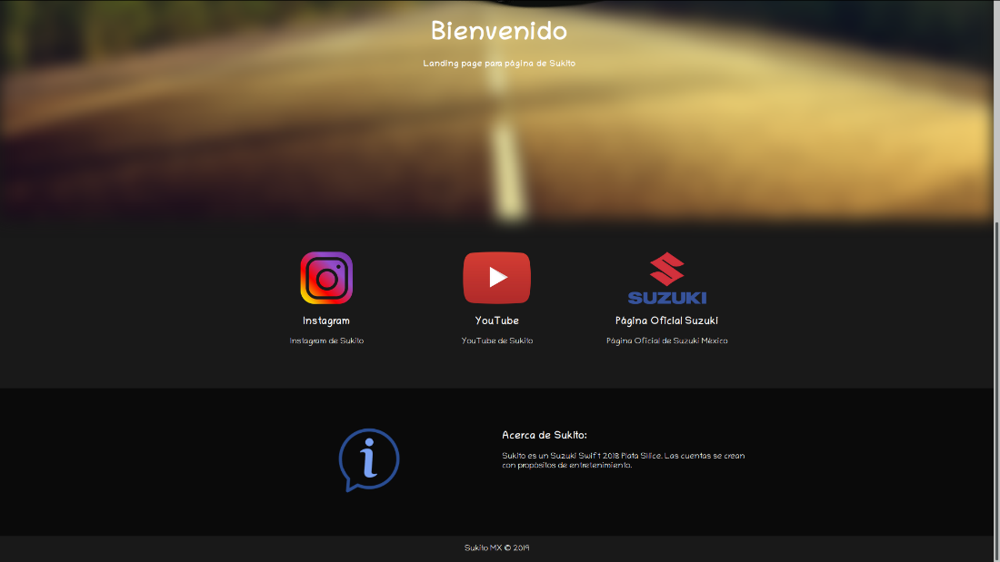 Bienvenido
Landing page para página de Sukito
SUZUKI
Instagram
YouTube
Página Oficial Suzuki
Instagram de Sukito
YouTube de Sukito
Página Oficial de Suzuki México
Acerca de Sukito:
Sukito es un Suzuki Swift 2018 Plata Sílice. Las cuentas se crean
con propósitos de entretenimiento.
Sukito MX © 2019